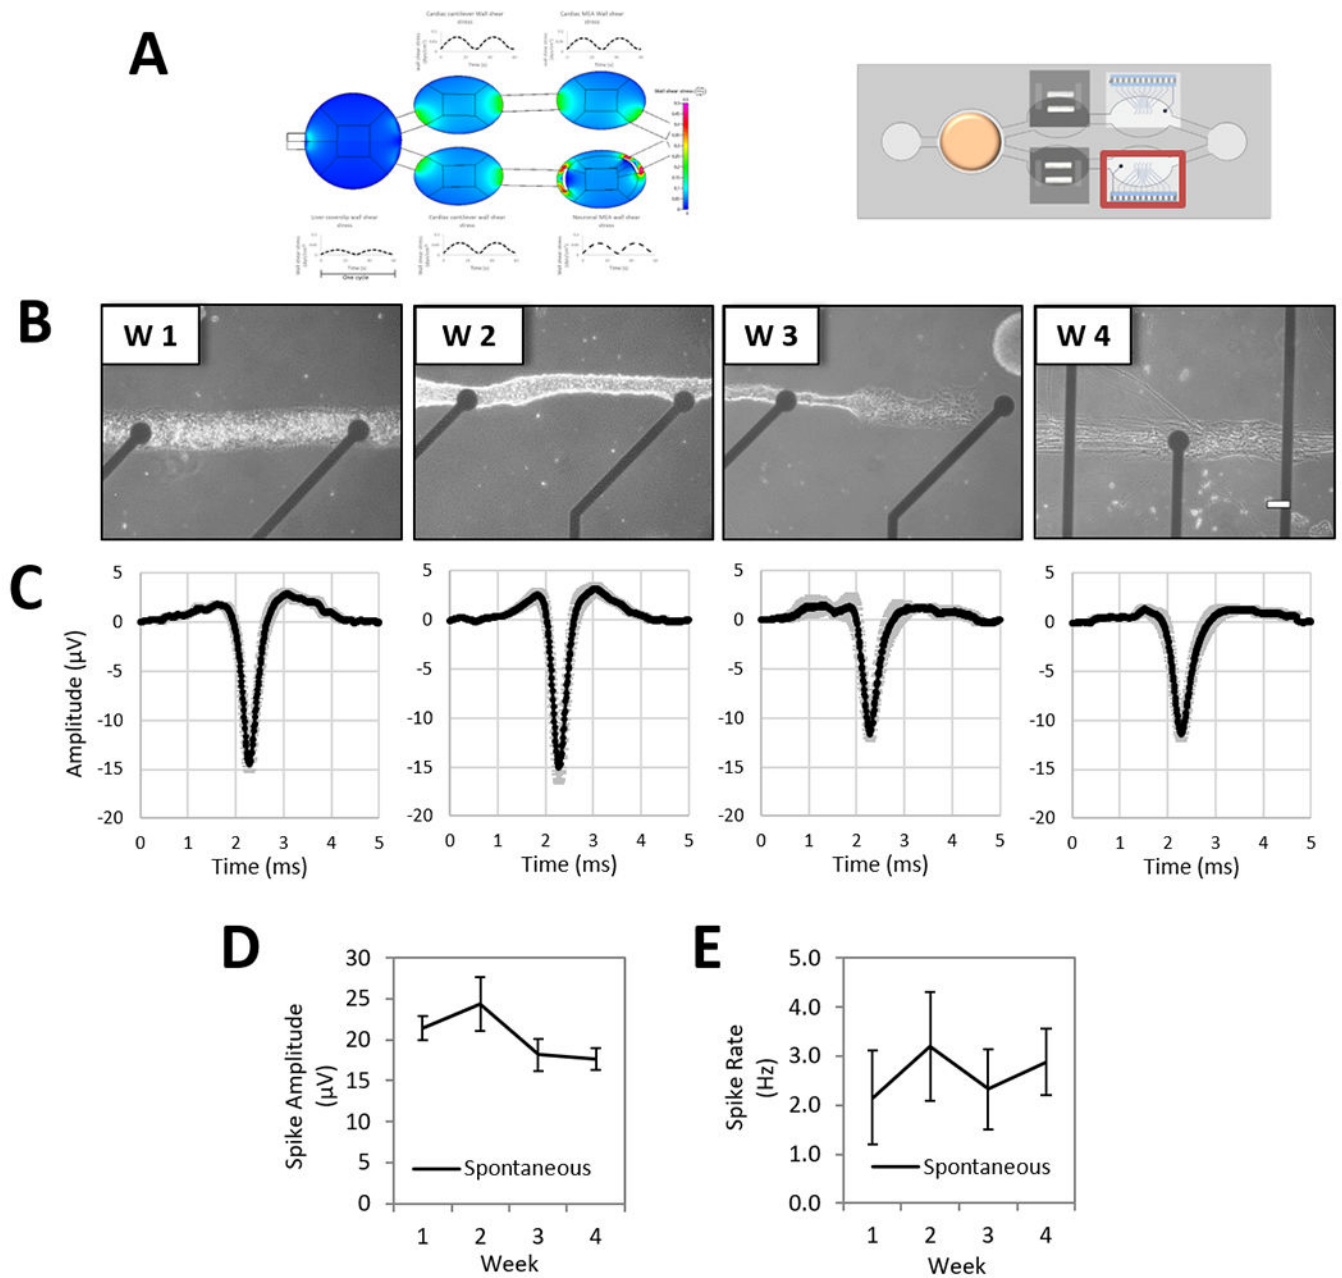 A
Cardiac cantilever Wall shear
stress
Cardiac MEA Wall shear
stress
Time (s)
Time (s)
Wall shear stress
Liver coverslip wall shear
stress
Cardiac cantilever wall shear
stress
Neuronal MEA wall shear
stress
Time (s)
Time (s)
Time (s)
One cycle
B
W 1
W 2
W 3
W 4
C
Amplitude (µV)
5
0
-5
-10
-15
-20
0 1 2 3 4 5
Time (ms)
5
0
-5
-10
-15
-20
0 1 2 3 4 5
Time (ms)
5
0
-5
-10
-15
-20
0 1 2 3 4 5
Time (ms)
5
0
-5
-10
-15
-20
0 1 2 3 4 5
Time (ms)
D
Spike Amplitude
(µV)
30
25
20
15
10
5
0
Spontaneous
1 2 3 4
Week
E
Spike Rate
(Hz)
5.0
4.0
3.0
2.0
1.0
0.0
Spontaneous
1 2 3 4
Week